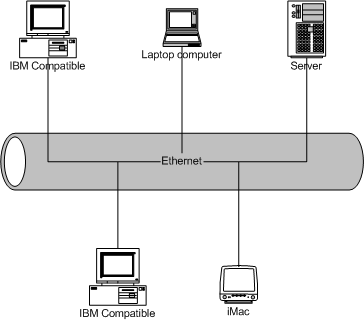 IBM Compatible
Laptop computer
Server
Ethernet
IBM Compatible
iMac